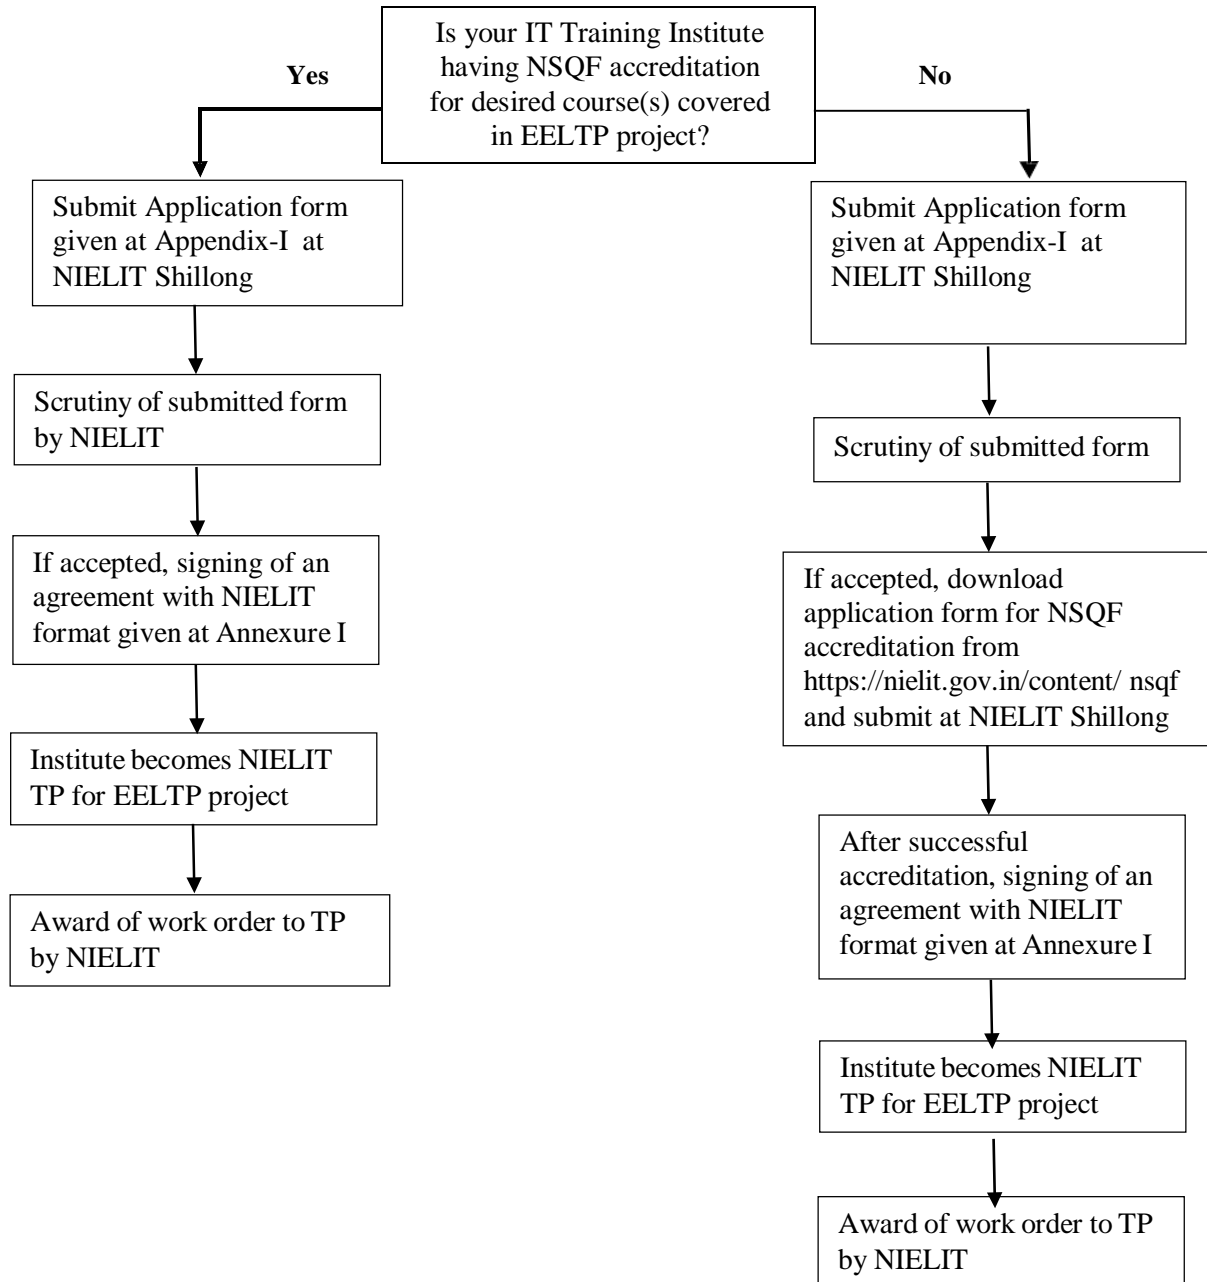 Is your IT Training Institute
having NSQF accreditation
for desired course(s) covered
in EELTP project?
Yes
No
Submit Application form
given at Appendix-I at
NIELIT Shillong
Scrutiny of submitted form
by NIELIT
If accepted, signing of an
agreement with NIELIT
format given at Annexure I
Institute becomes NIELIT
TP for EELTP project
Award of work order to TP
by NIELIT
Submit Application form
given at Appendix-I at
NIELIT Shillong
Scrutiny of submitted form
If accepted, download
application form for NSQF
accreditation from
https://nielit.gov.in/content/ nsqf
and submit at NIELIT Shillong
After successful
accreditation, signing of an
agreement with NIELIT
format given at Annexure I
Institute becomes NIELIT
TP for EELTP project
Award of work order to TP
by NIELIT